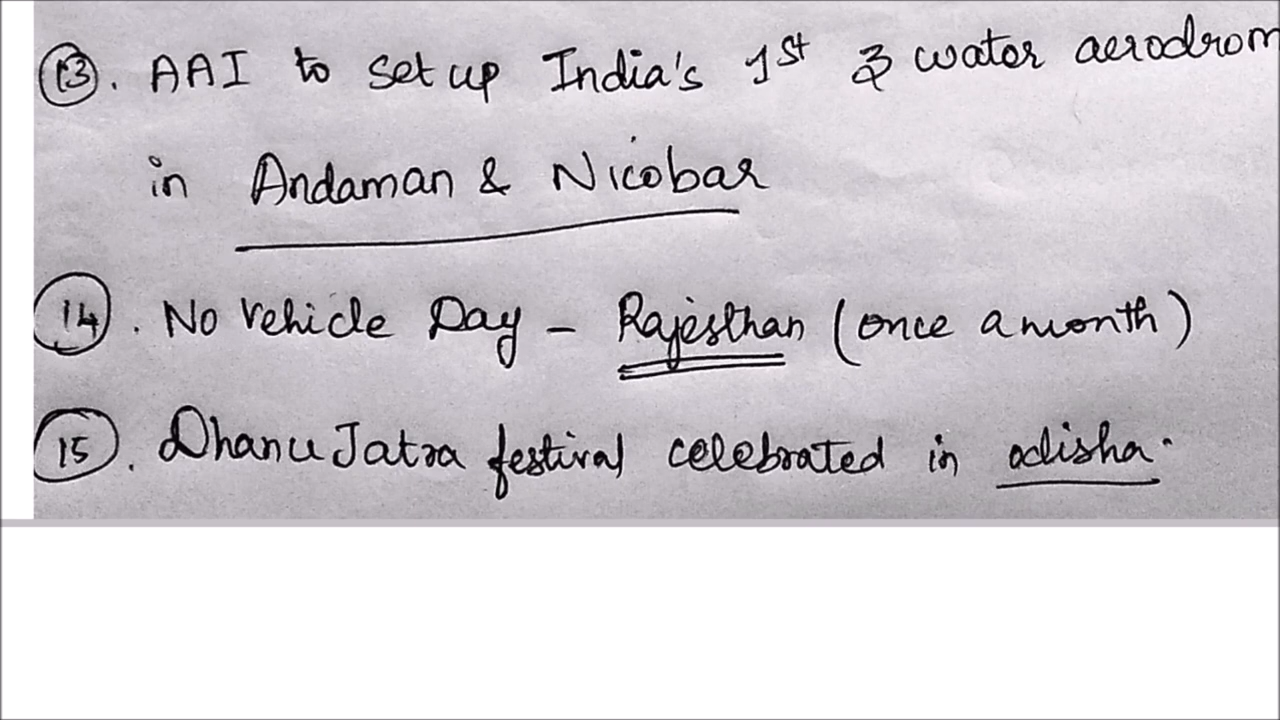 13. AAI to set up India's 1st 3 water aerodrom
in Andaman & Nicobar
14. No Vehicle Day - Rajesthan (once a month)
15. Dhanu Jatra festival celebrated in odisha.